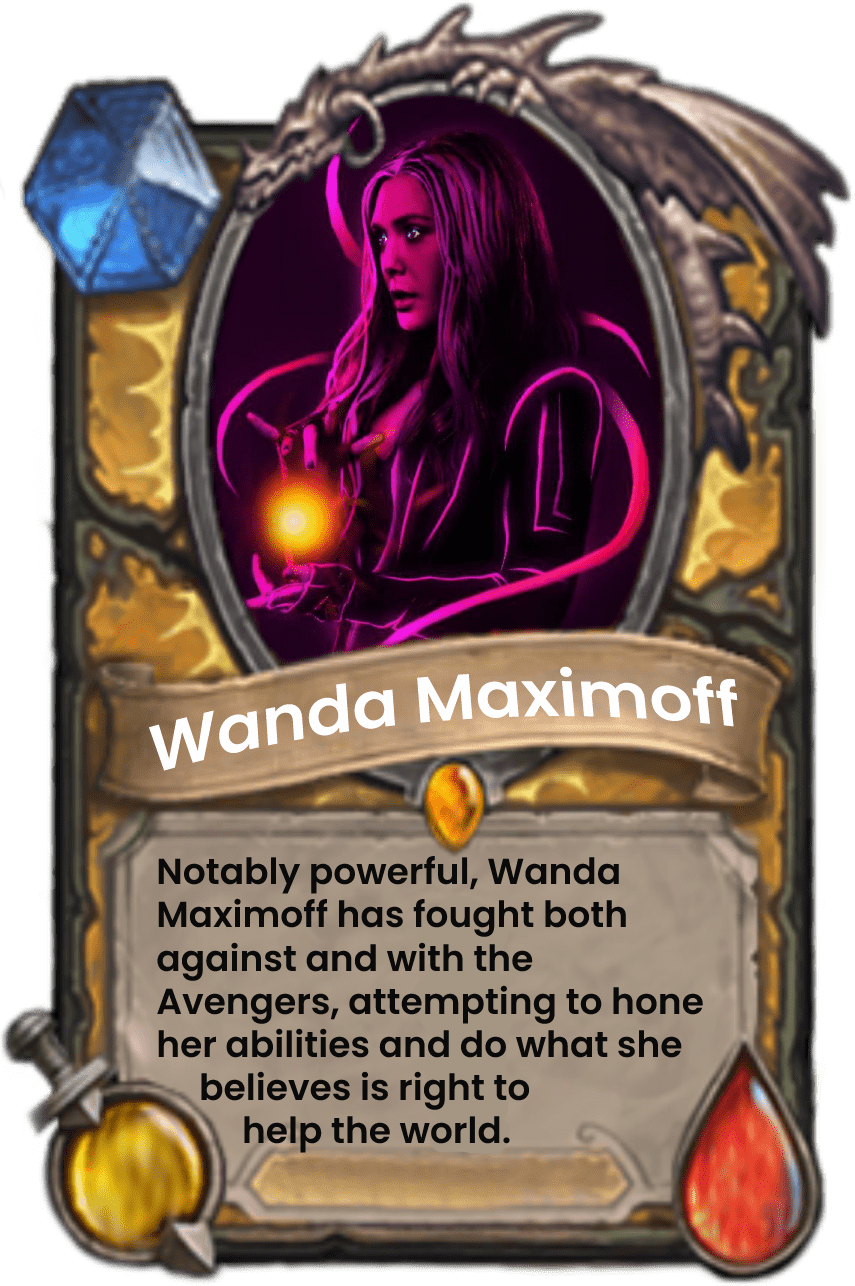 Wanda Maximoff
Notably powerful, Wanda
Maximoff has fought both
against and with the
Avengers, attempting to hone
her abilities and do what she
believes is right to
help the world.